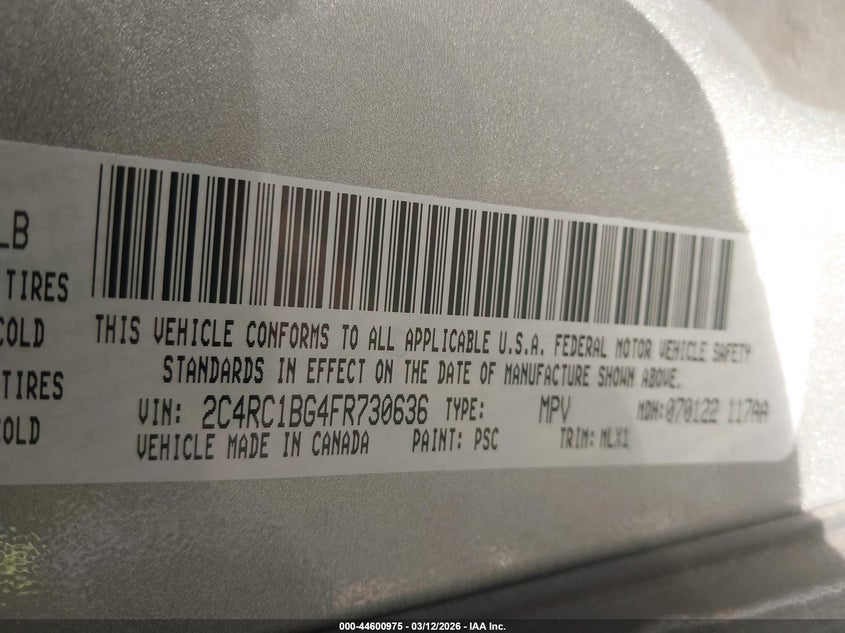 LB
TIRES
COLD
TIRES
COLD
THIS VEHICLE CONFORMS TO ALL APPLICABLE U.S.A. FEDERAL MOTOR VEHICLE SAFETY
STANDARDS IN EFFECT ON THE DATE OF MANUFACTURE SHOWN ABOVE.
VIN: 2C4RC1BG4FR730636 TYPE: MPV MDH: 070122 117AA
VEHICLE MADE IN CANADA PAINT: PSC TRIM: MLX1
000-44600975 - 03/12/2026 - IAA Inc.